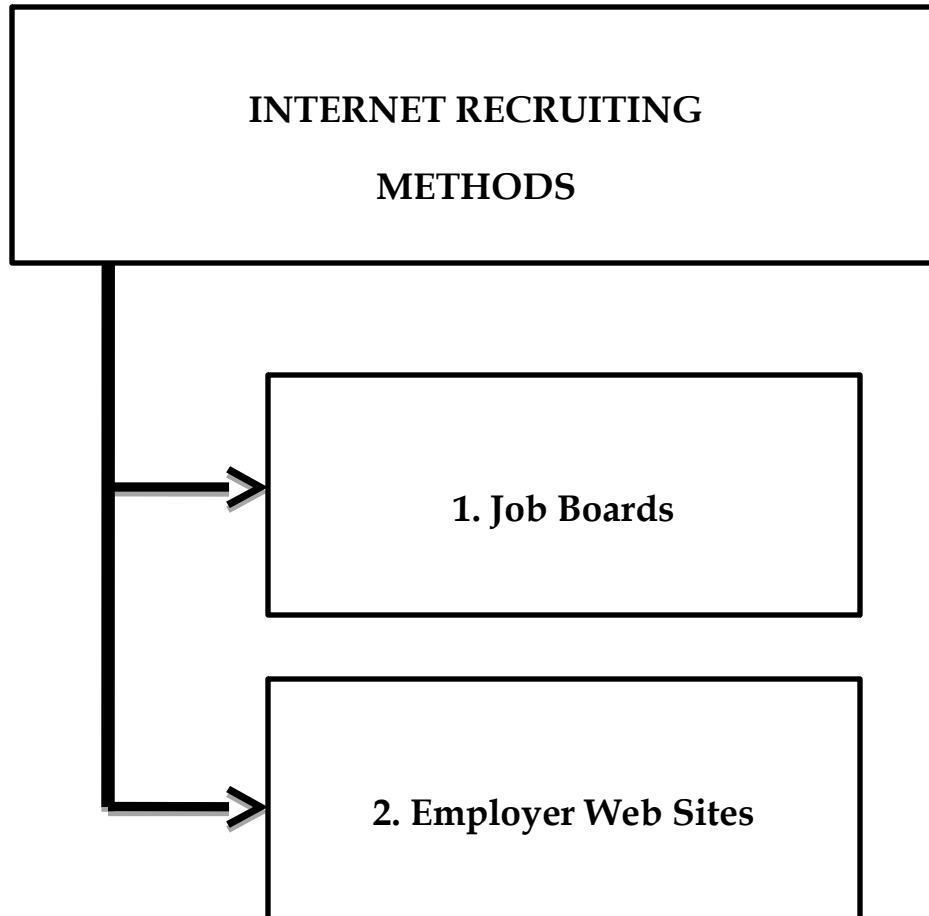 INTERNET RECRUITING
METHODS
1. Job Boards
2. Employer Web Sites